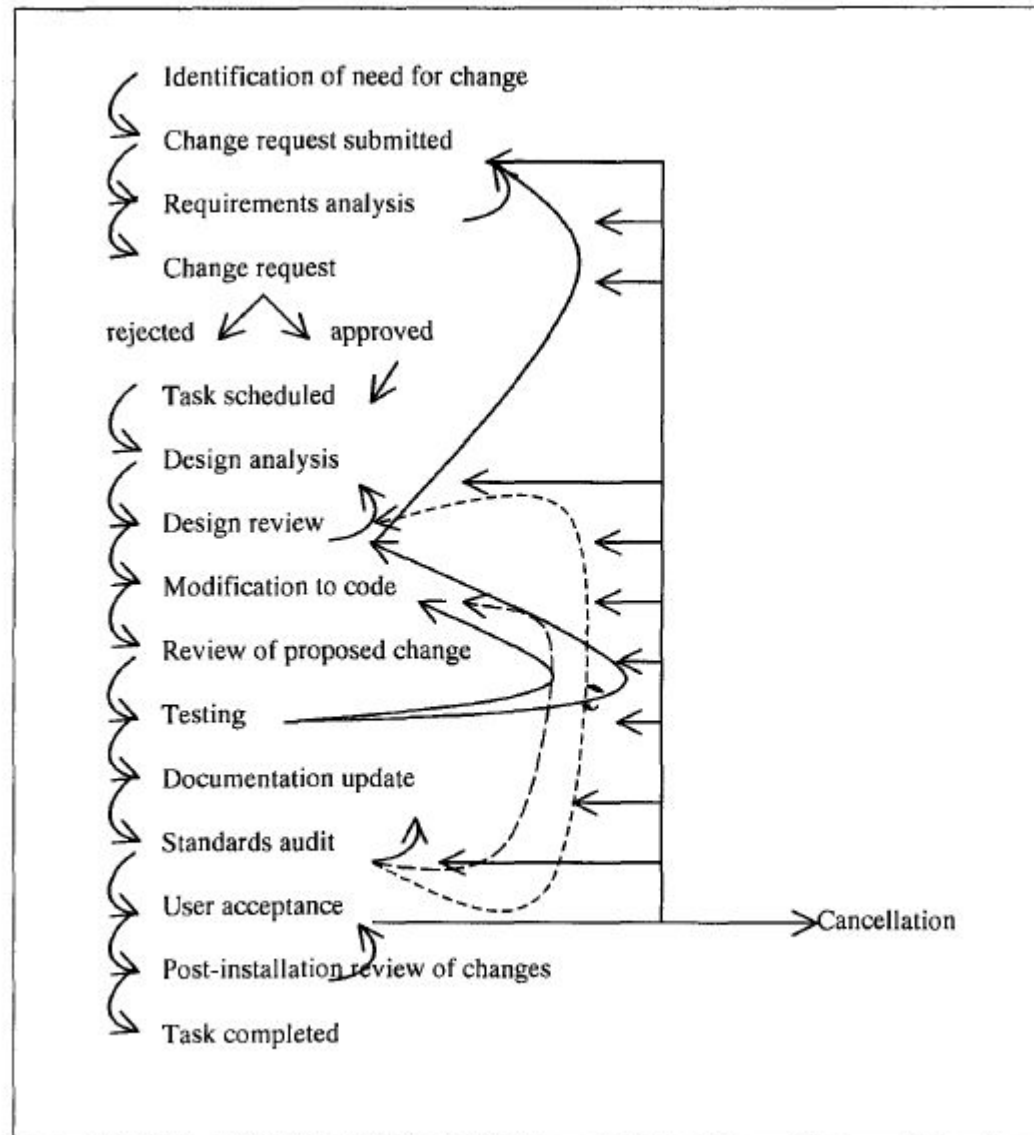 Identification of need for change
Change request submitted
Requirements analysis
Change request
rejected approved
Task scheduled
Design analysis
Design review
Modification to code
Review of proposed change
Testing
Documentation update
Standards audit
User acceptance
Cancellation
Post-installation review of changes
Task completed